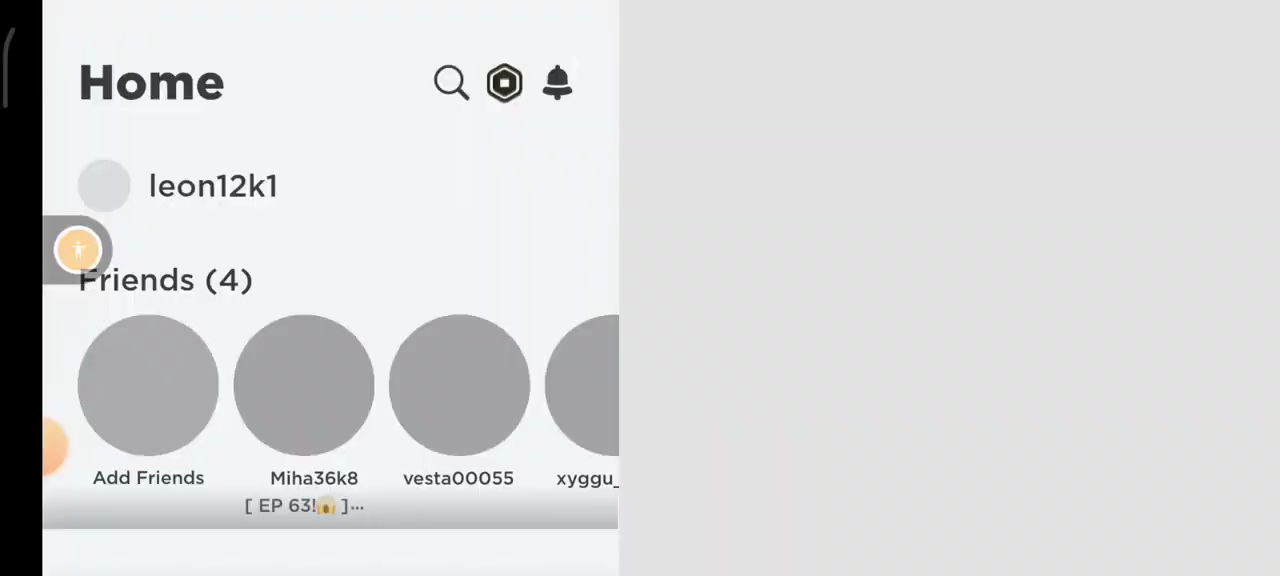 Home
leon12k1
Friends (4)
Add Friends
Miha36k8
vesta00055
xyggu_
[ EP 63!😱 ]...